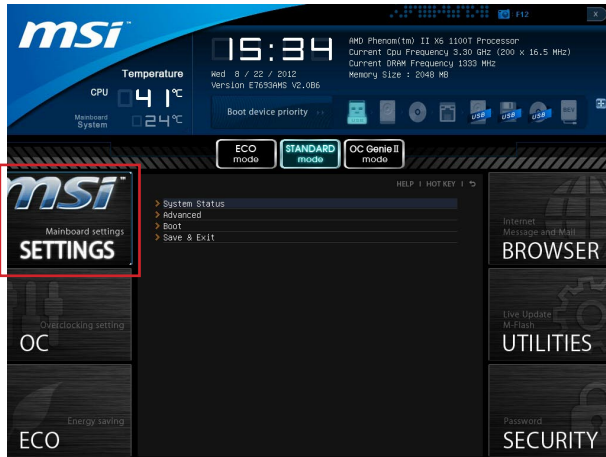 msi
F12
X
15:34
AMD Phenom(tm) II X6 1100T Processor
Current Cpu Frequency 3.30 GHz (200 x 16.5 MHz)
Current DRAM Frequency 1333 MHz
Memory Size : 2048 MB
Temperature
Wed 8 / 22 / 2012
Version E7693AMS V2.0B6
CPU 41°C
Mainboard
System 24°C
Boot device priority
USB
USB
USB
USB
DEV
ECO
mode
STANDARD
mode
OC Genie II
mode
HELP | HOT KEY |
msi
Mainboard settings
SETTINGS
> System Status
> Advanced
> Boot
> Save & Exit
Internet
Message and Mail
BROWSER
Overclocking setting
OC
Live Update
M-Flash
UTILITIES
Energy saving
ECO
Password
SECURITY